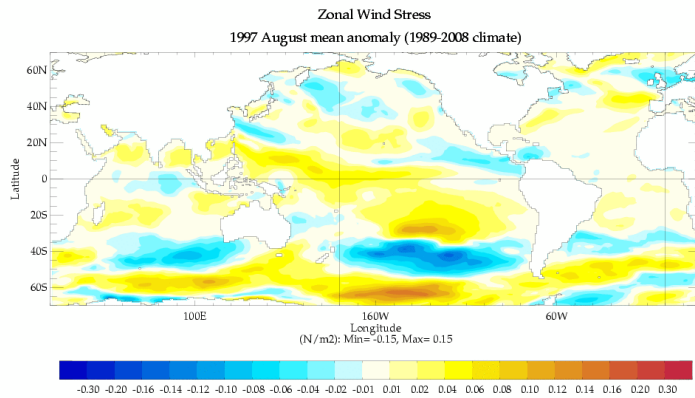 Zonal Wind Stress
1997 August mean anomaly (1989-2008 climate)
60N
40N
20N
0
20S
40S
60S
Latitude
100E 160W 60W
Longitude
(N/m2): Min= -0.15, Max= 0.15
-0.30 -0.20 -0.16 -0.14 -0.12 -0.08 -0.06 -0.04 -0.02 -0.01 0.01 0.02 0.04 0.06 0.08 0.10 0.12 0.14 0.16 0.20 0.30